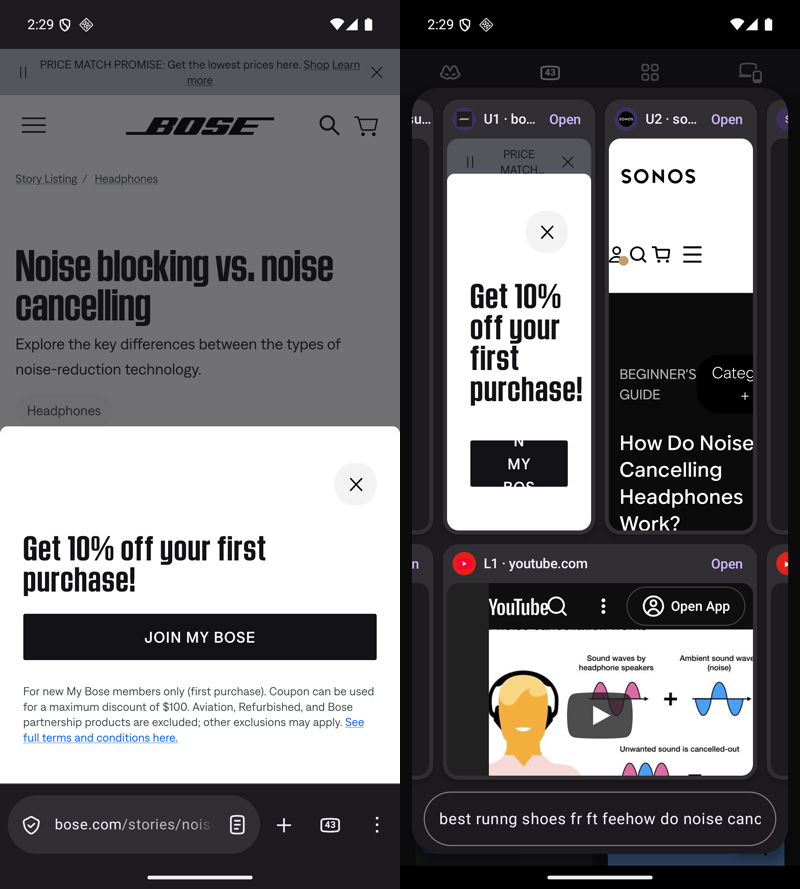 2:29
PRICE MATCH PROMISE: Get the lowest prices here. Shop Learn
more
BOSE
Story Listing / Headphones
Noise blocking vs. noise
cancelling
Explore the key differences between the types of
noise-reduction technology.
Headphones
Get 10% off your first
purchase!
JOIN MY BOSE
For new My Bose members only (first purchase). Coupon can be used
for a maximum discount of $100. Aviation, Refurbished, and Bose
partnership products are excluded; other exclusions may apply. See
full terms and conditions here.
bose.com/stories/nois
43
2:29
43
su...
U1 · bo... Open
U2 · so... Open
PRICE
MATCH...
Get 10%
off your
first
purchase!
MY
SONOS
BEGINNER'S
GUIDE
Categ
+
How Do Noise
Cancelling
Headphones
Work?
L1 · youtube.com Open
YouTube
Open App
Sound waves by
headphone speakers
Ambient sound wave
(noise)
+
Unwanted sound is cancelled-out
best runng shoes fr ft feehow do noise canc